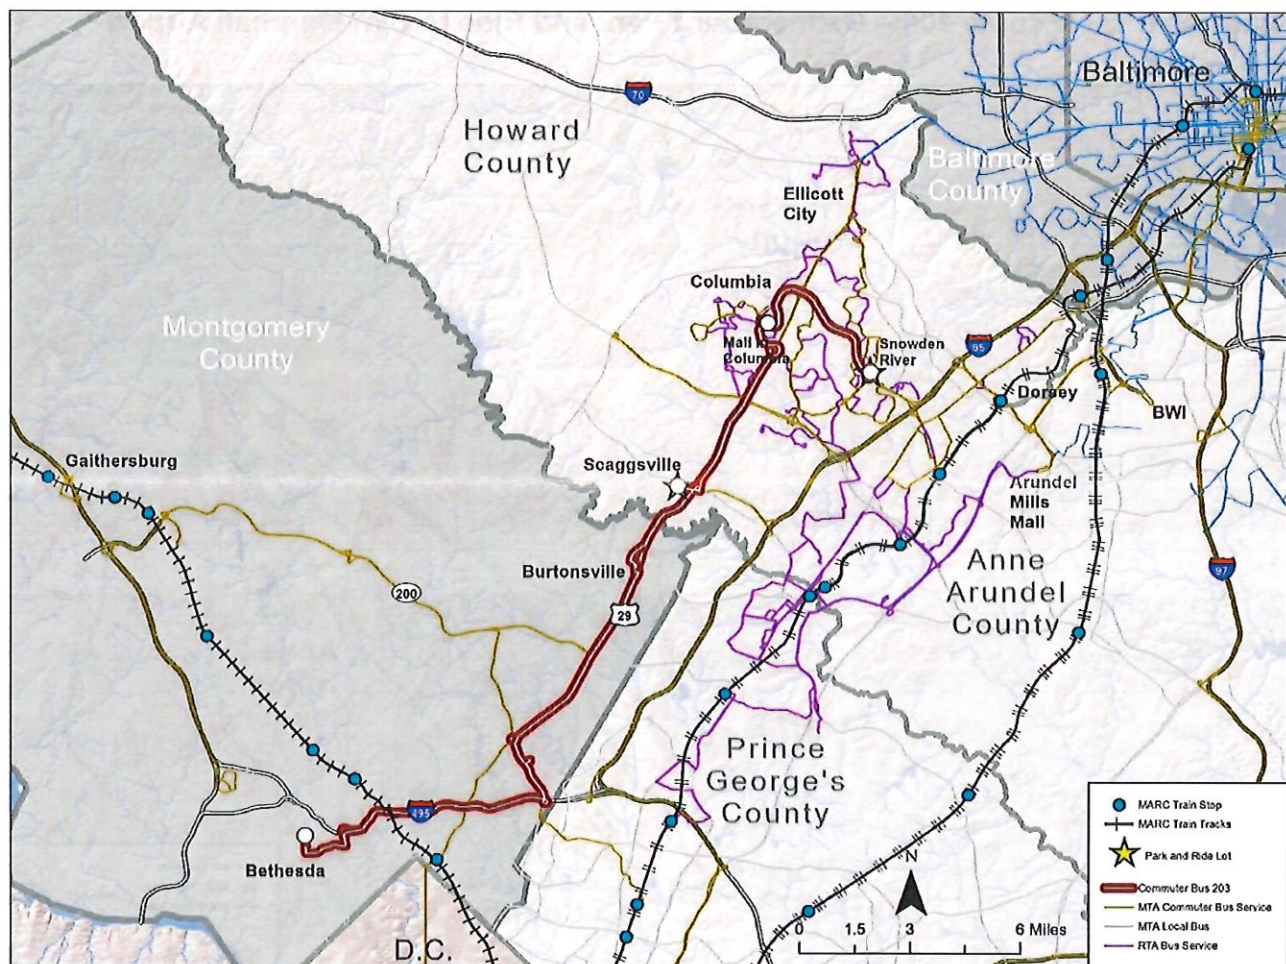 Baltimore
70
Howard
County
Baltimore
County
Ellicott
City
Columbia
Mall in
Columbia
Snowden
River
95
Montgomery
County
Dorsey
BWI
Gaithersburg
Scaggsville
Arundel
Mills
Mall
Burtonsville
Anne
Arundel
County
97
200
29
Prince
George's
County
495
Bethesda
D.C.
N
0 1.5 3 6 Miles
MARC Train Stop
MARC Train Tracks
Park and Ride Lot
Commuter Bus 203
MTA Commuter Bus Service
MTA Local Bus
RTA Bus Service